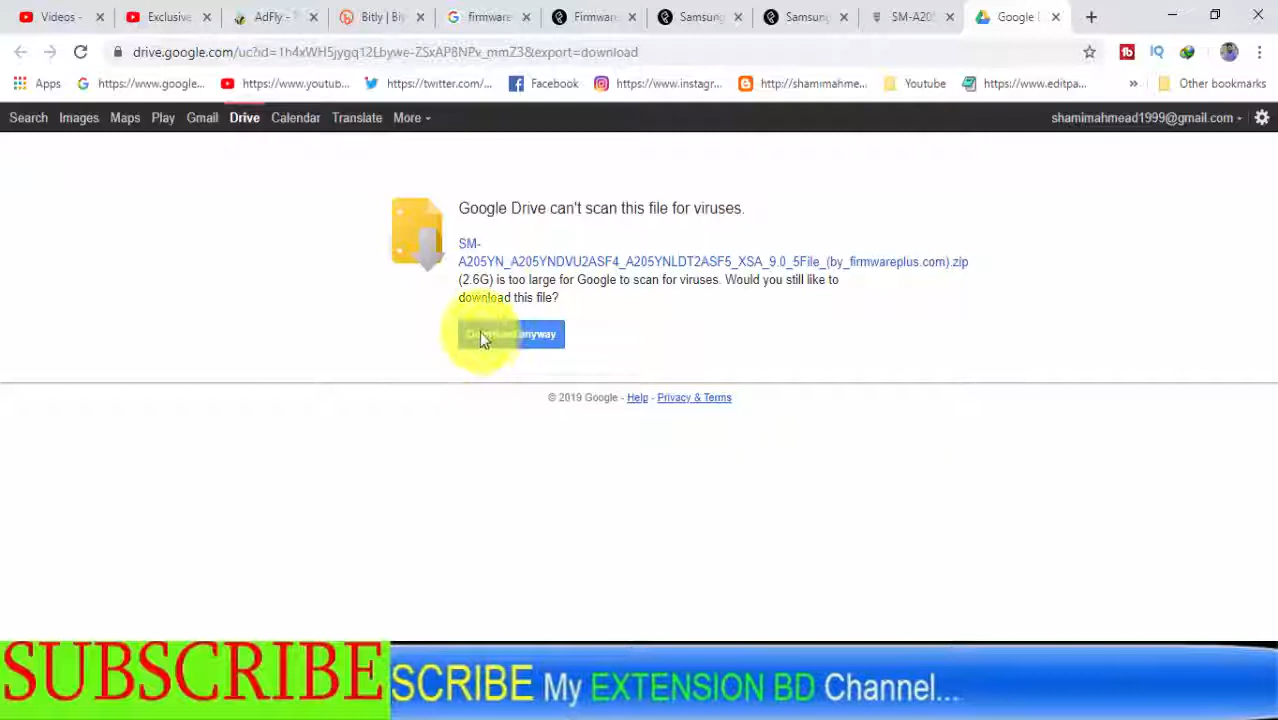 Videos - Exclusive AdFly - Bitly | Bi firmware Firmware Samsung Samsung SM-A205 Google D
drive.google.com/uc?id=1h4xWH5jygq12Lbywe-ZSxAP8NPv_mmZ3&export=download
Apps https://www.google... https://www.youtub... https://twitter.com/... Facebook https://www.instagr... http://shamimahme... Youtube https://www.editpa... » Other bookmarks
Search Images Maps Play Gmail Drive Calendar Translate More shamimahmead1999@gmail.com
Google Drive can't scan this file for viruses.
SM-
A205YN_A205YNDVU2ASF4_A205YNLDT2ASF5_XSA_9.0_5File_(by_firmwareplus.com).zip
(2.6G) is too large for Google to scan for viruses. Would you still like to
download this file?
Download anyway
© 2019 Google - Help - Privacy & Terms
SUBSCRIBE SCRIBE My EXTENSION BD Channel...